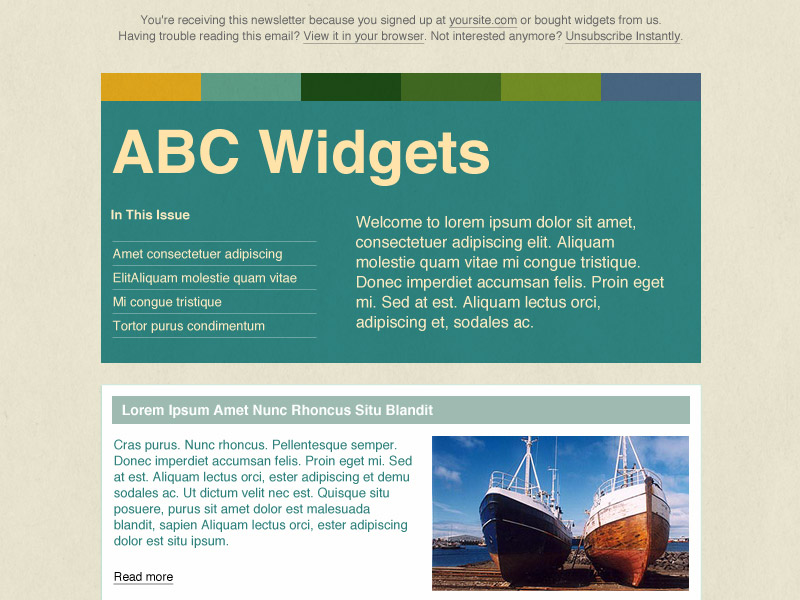 You're receiving this newsletter because you signed up at yoursite.com or bought widgets from us.
Having trouble reading this email? View it in your browser. Not interested anymore? Unsubscribe Instantly.
ABC Widgets
In This Issue
Amet consectetuer adipiscing
ElitAliquam molestie quam vitae
Mi congue tristique
Tortor purus condimentum
Welcome to lorem ipsum dolor sit amet,
consectetuer adipiscing elit. Aliquam
molestie quam vitae mi congue tristique.
Donec imperdiet accumsan felis. Proin eget
mi. Sed at est. Aliquam lectus orci,
adipiscing et, sodales ac.
Lorem Ipsum Amet Nunc Rhoncus Situ Blandit
Cras purus. Nunc rhoncus. Pellentesque semper.
Donec imperdiet accumsan felis. Proin eget mi. Sed
at est. Aliquam lectus orci, ester adipiscing et demu
sodales ac. Ut dictum velit nec est. Quisque situ
posuere, purus sit amet dolor est malesuada
blandit, sapien Aliquam lectus orci, ester adipiscing
dolor est situ ipsum.
Read more